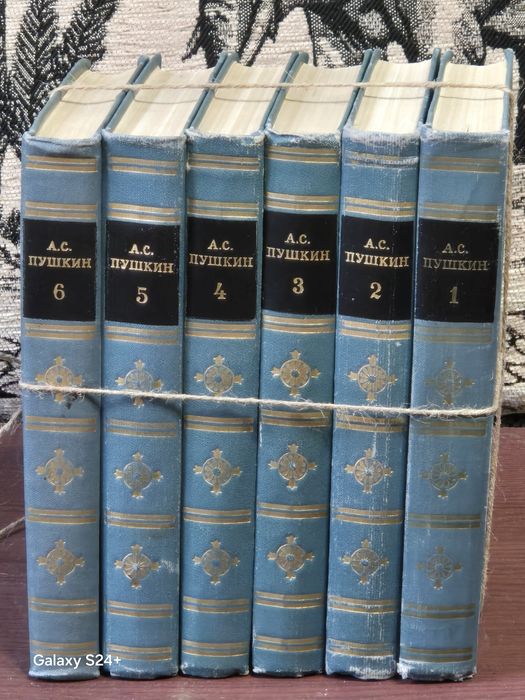 А.С.
ПУШКИН
6
А.С.
ПУШКИН
5
А.С.
ПУШКИН
4
А.С.
ПУШКИН
3
А.С.
ПУШКИН
2
А.С.
ПУШКИН
1
Galaxy S24+